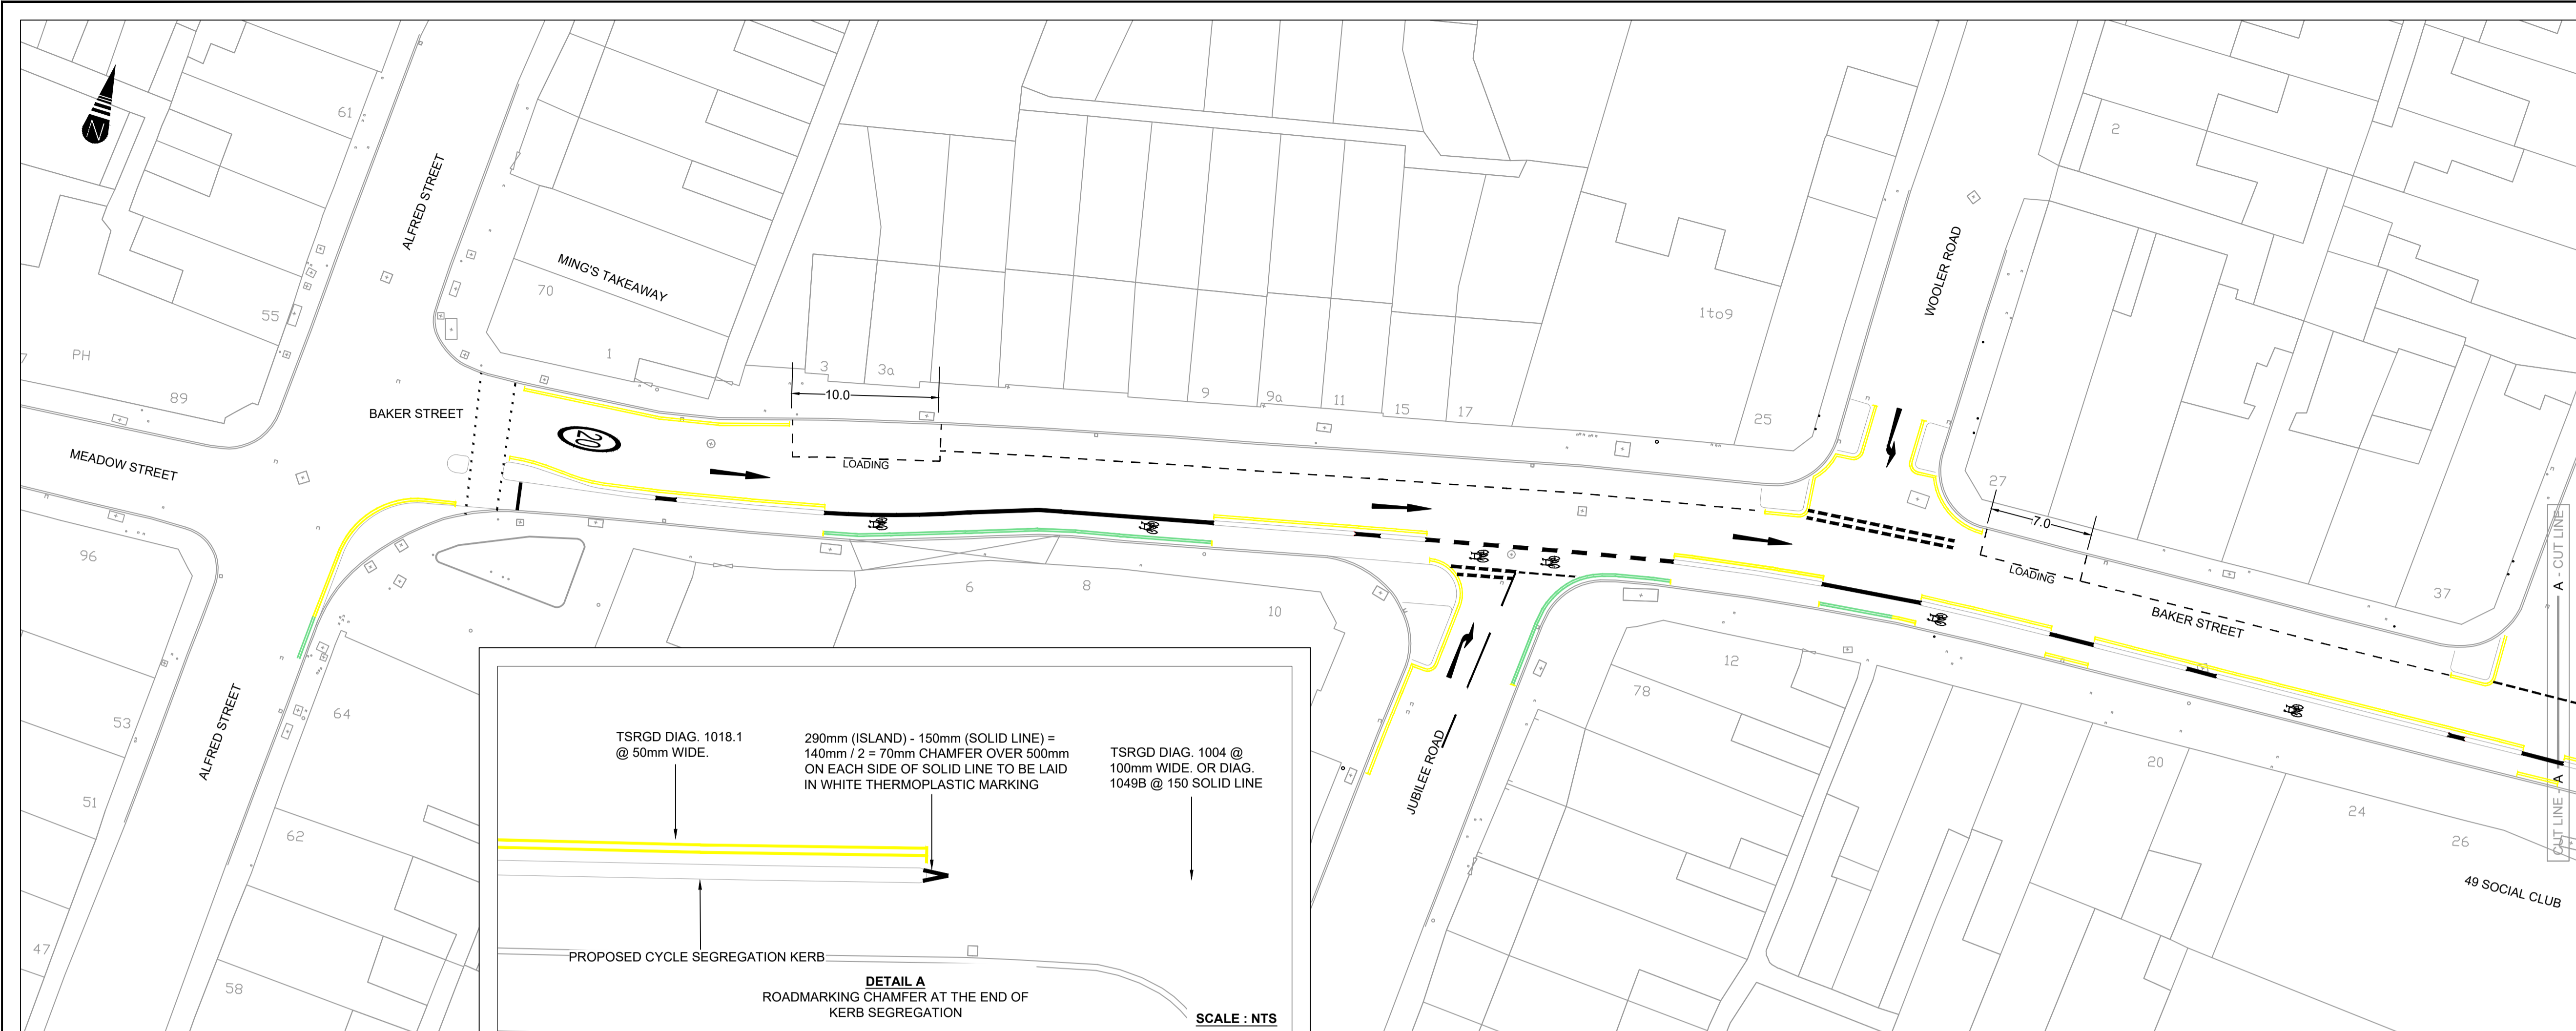 N
61
ALFRED STREET
MING'S TAKEAWAY
70
55
PH
89
1
BAKER STREET
MEADOW STREET
20
3
3a
10.0
LOADING
9
9a
11
15
17
1to9
25
WOOLER ROAD
2
27
7.0
LOADING
BAKER STREET
37
CUT LINE - A - A - CUT LINE
96
53
51
47
ALFRED STREET
64
62
58
6
8
10
JUBILEE ROAD
12
78
20
24
26
49 SOCIAL CLUB
TSRGD DIAG. 1018.1
@ 50mm WIDE.
290mm (ISLAND) - 150mm (SOLID LINE) =
140mm / 2 = 70mm CHAMFER OVER 500mm
ON EACH SIDE OF SOLID LINE TO BE LAID
IN WHITE THERMOPLASTIC MARKING
TSRGD DIAG. 1004 @
100mm WIDE. OR DIAG.
1049B @ 150 SOLID LINE
PROPOSED CYCLE SEGREGATION KERB
DETAIL A
ROADMARKING CHAMFER AT THE END OF
KERB SEGREGATION
SCALE : NTS